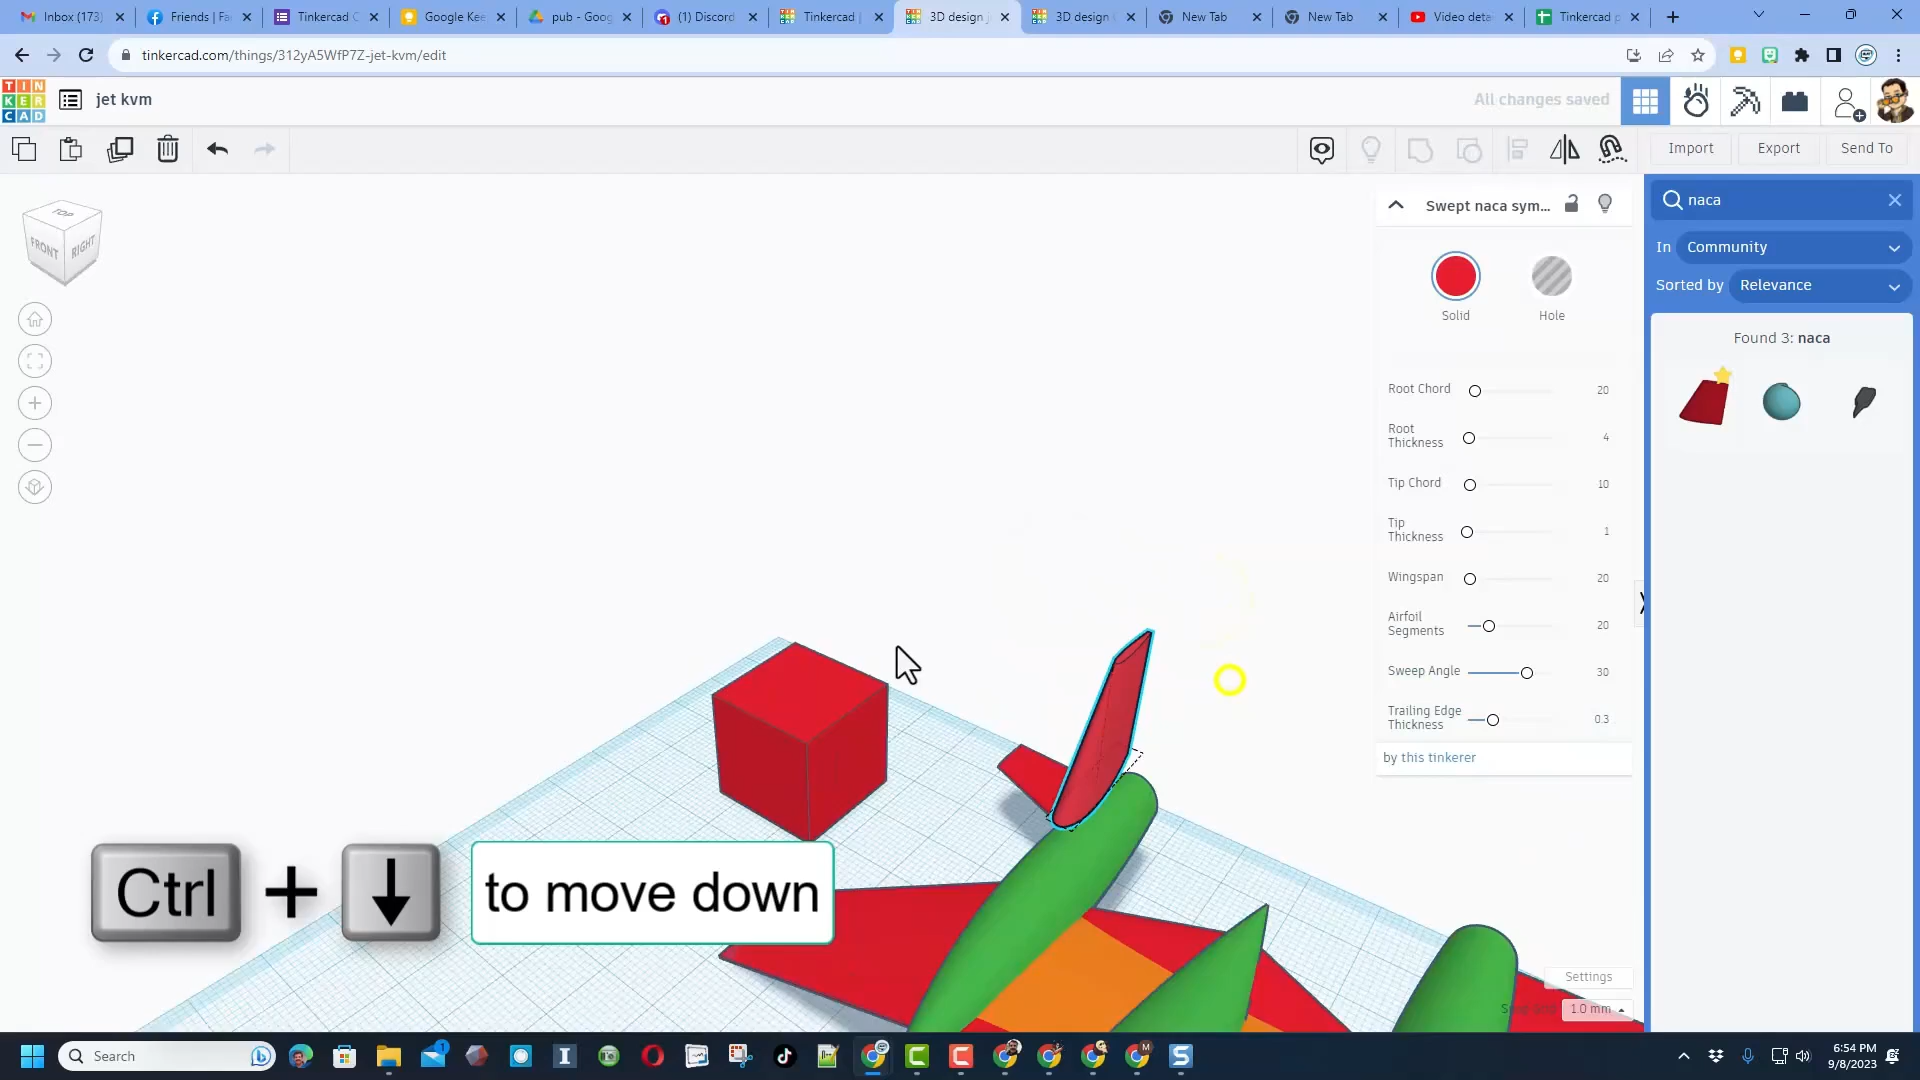 Inbox (173)
Friends | Fa
Tinkercad C
Google Kee
pub - Goog
(1) Discord
Tinkercad |
3D design j
3D design
New Tab
New Tab
Video deta
Tinkercad p
tinkercad.com/things/312yA5WfP7Z-jet-kvm/edit
TIN
KER
CAD
jet kvm
All changes saved
Import
Export
Send To
TOP
FRONT
RIGHT
Swept naca sym...
Solid
Hole
Root Chord
20
Root Thickness
4
Tip Chord
10
Tip Thickness
1
Wingspan
20
Airfoil Segments
20
Sweep Angle
30
Trailing Edge Thickness
0.3
by this tinkerer
naca
In
Community
Sorted by
Relevance
Found 3: naca
Ctrl + ↓ to move down
Settings
Snap Grid
1.0 mm
Search
6:54 PM
9/8/2023